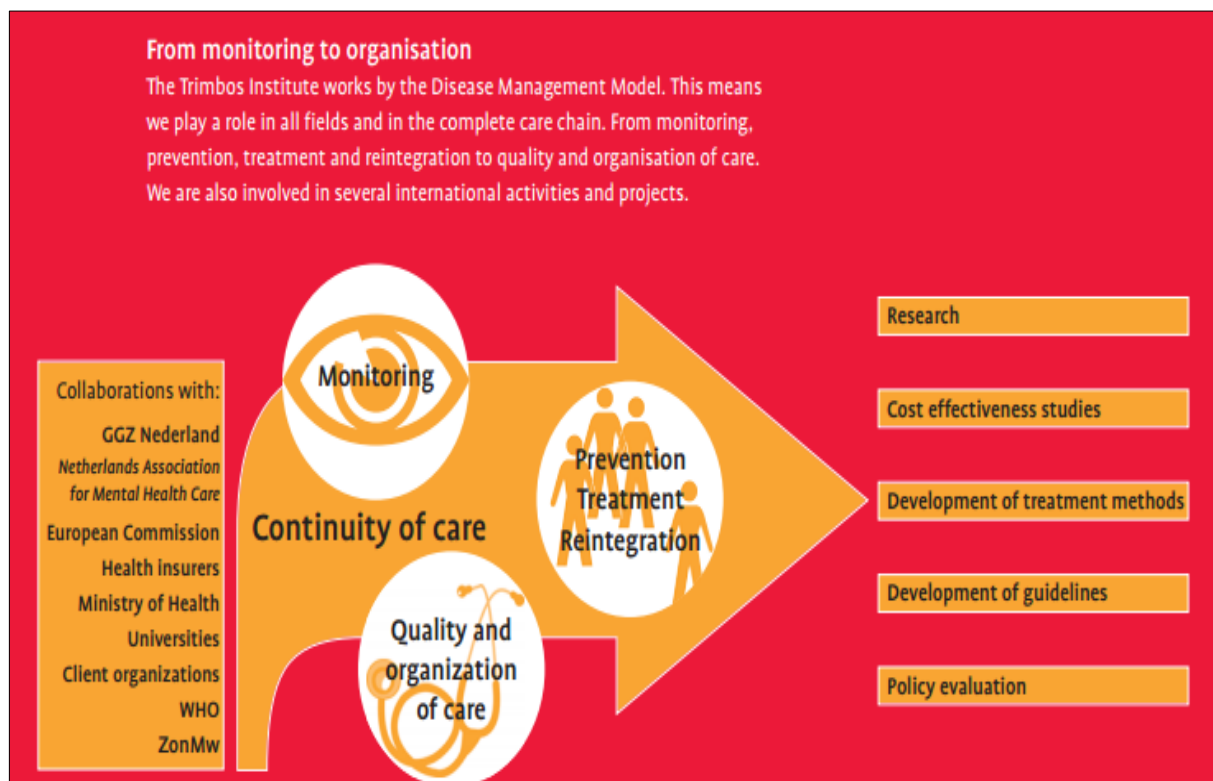 From monitoring to organisation
The Trimbos Institute works by the Disease Management Model. This means
we play a role in all fields and in the complete care chain. From monitoring,
prevention, treatment and reintegration to quality and organisation of care.
We are also involved in several international activities and projects.
Collaborations with:
GGZ Nederland
Netherlands Association
for Mental Health Care
European Commission
Health insurers
Ministry of Health
Universities
Client organizations
WHO
ZonMw
Monitoring
Continuity of care
Quality and
organization
of care
Prevention
Treatment
Reintegration
Research
Cost effectiveness studies
Development of treatment methods
Development of guidelines
Policy evaluation